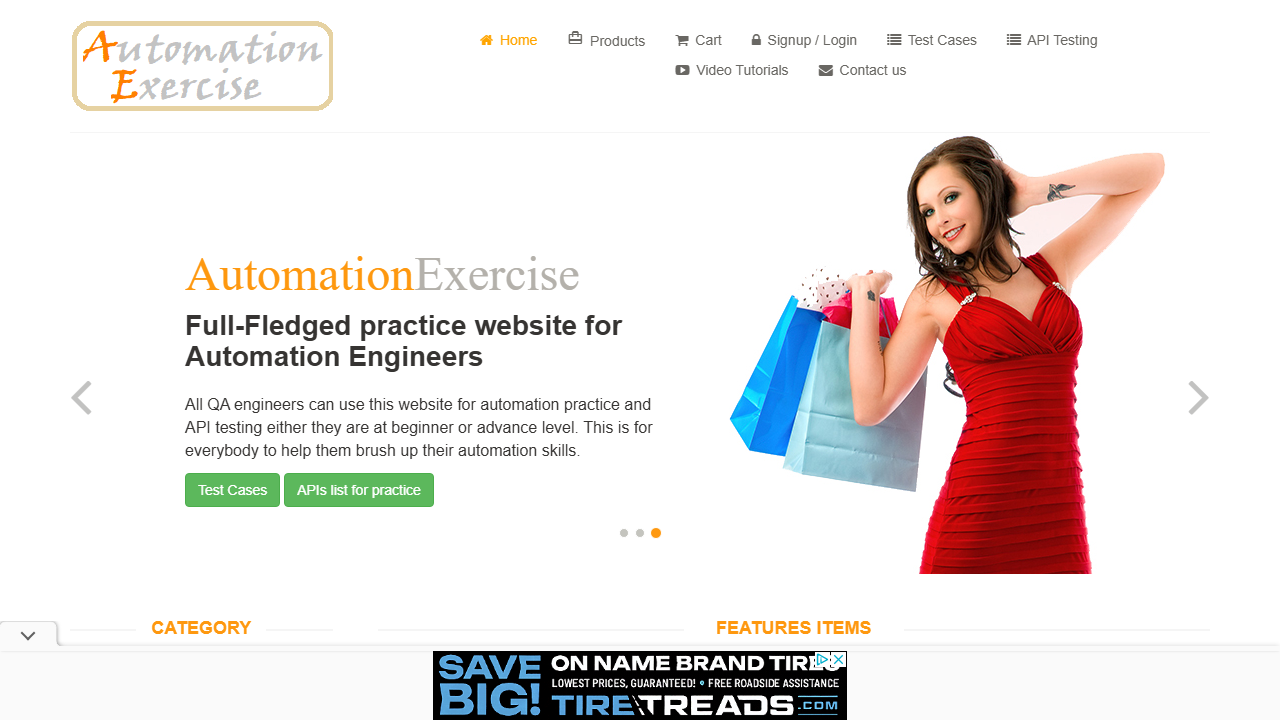 Automation
Exercise
Home
Products
Cart
Signup / Login
Test Cases
API Testing
Video Tutorials
Contact us
AutomationExercise
Full-Fledged practice website for
Automation Engineers
All QA engineers can use this website for automation practice and
API testing either they are at beginner or advance level. This is for
everybody to help them brush up their automation skills.
Test Cases
APIs list for practice
CATEGORY
FEATURES ITEMS
SAVE
BIG!
ON NAME BRAND TIRES
LOWEST PRICES, GUARANTEED! • FREE ROADSIDE ASSISTANCE
TIRETREADS.COM